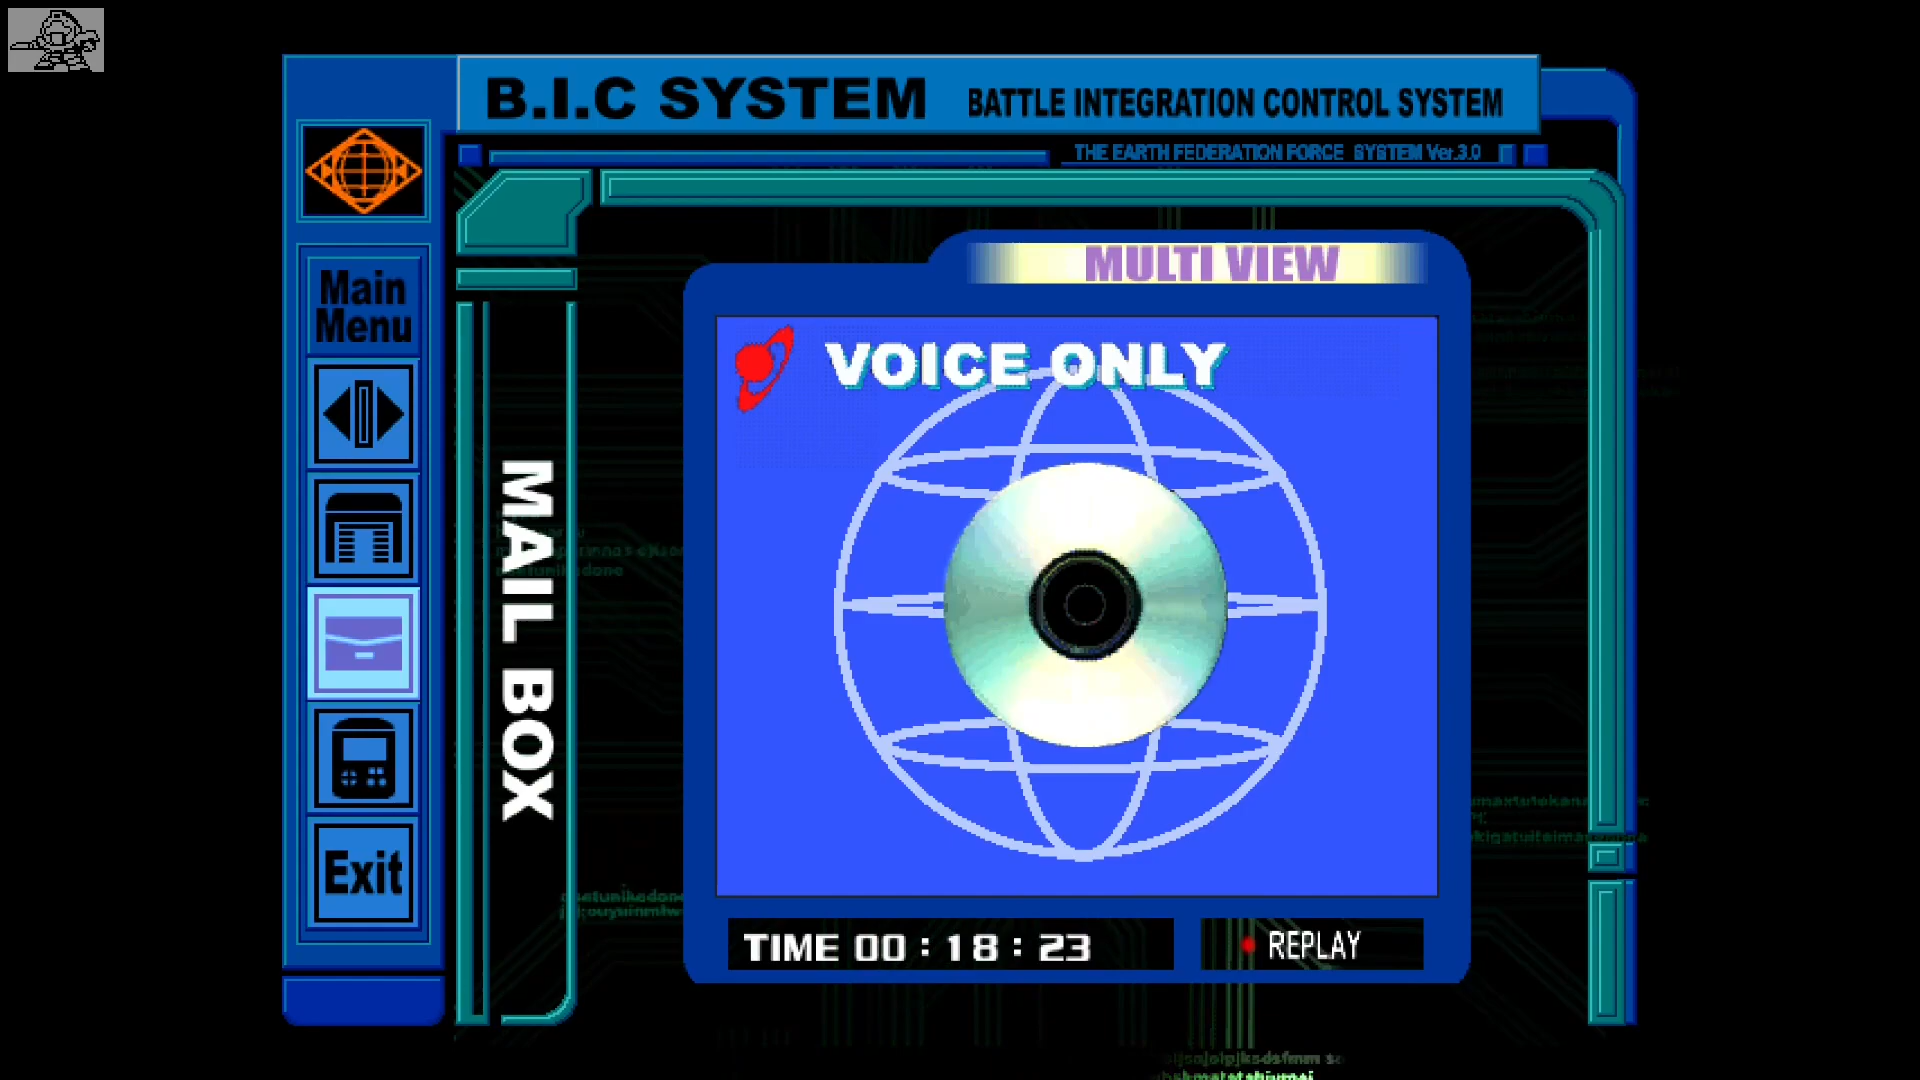 B.I.C SYSTEM BATTLE INTEGRATION CONTROL SYSTEM
THE EARTH FEDERATION FORCE SYSTEM Ver.3.0
Main
Menu
MULTI VIEW
VOICE ONLY
MAIL BOX
Exit
TIME 00 : 18 : 23
REPLAY